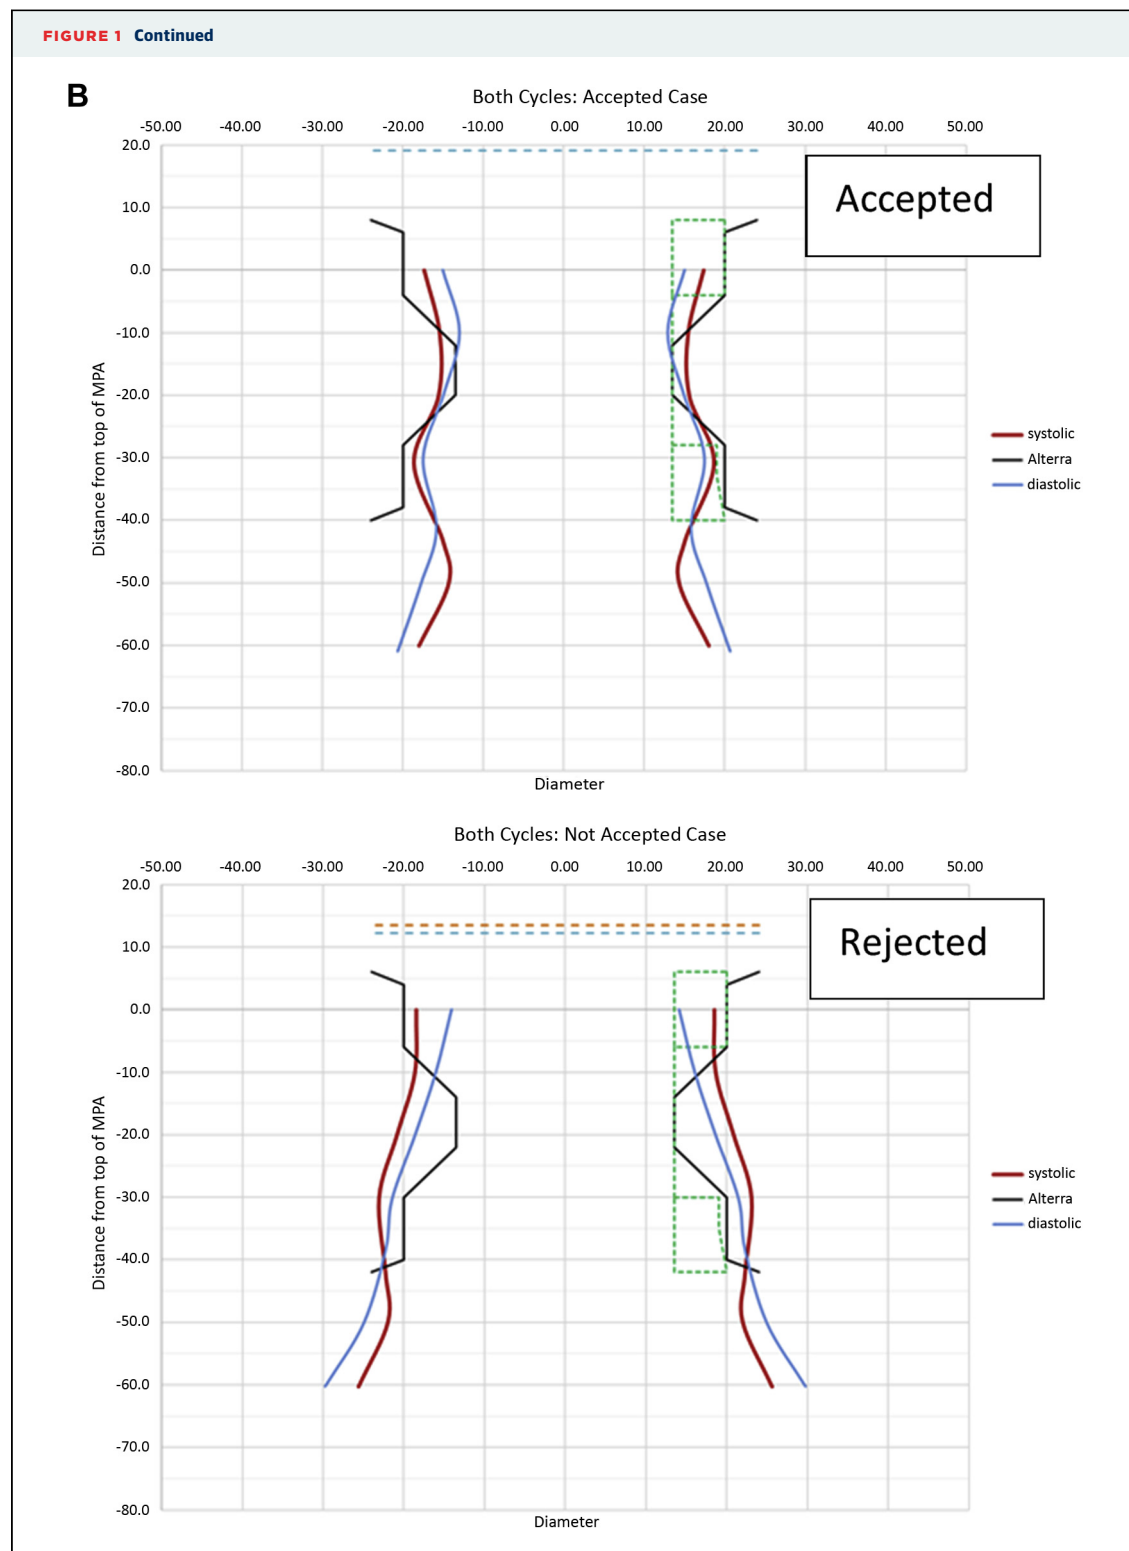 FIGURE 1 Continued
B
Both Cycles: Accepted Case
-50.00 -40.00 -30.00 -20.00 -10.00 0.00 10.00 20.00 30.00 40.00 50.00
20.0
10.0
0.0
-10.0
-20.0
-30.0
-40.0
-50.0
-60.0
-70.0
-80.0
Distance from top of MPA
Diameter
Accepted
systolic
Alterra
diastolic
Both Cycles: Not Accepted Case
-50.00 -40.00 -30.00 -20.00 -10.00 0.00 10.00 20.00 30.00 40.00 50.00
20.0
10.0
0.0
-10.0
-20.0
-30.0
-40.0
-50.0
-60.0
-70.0
-80.0
Distance from top of MPA
Diameter
Rejected
systolic
Alterra
diastolic